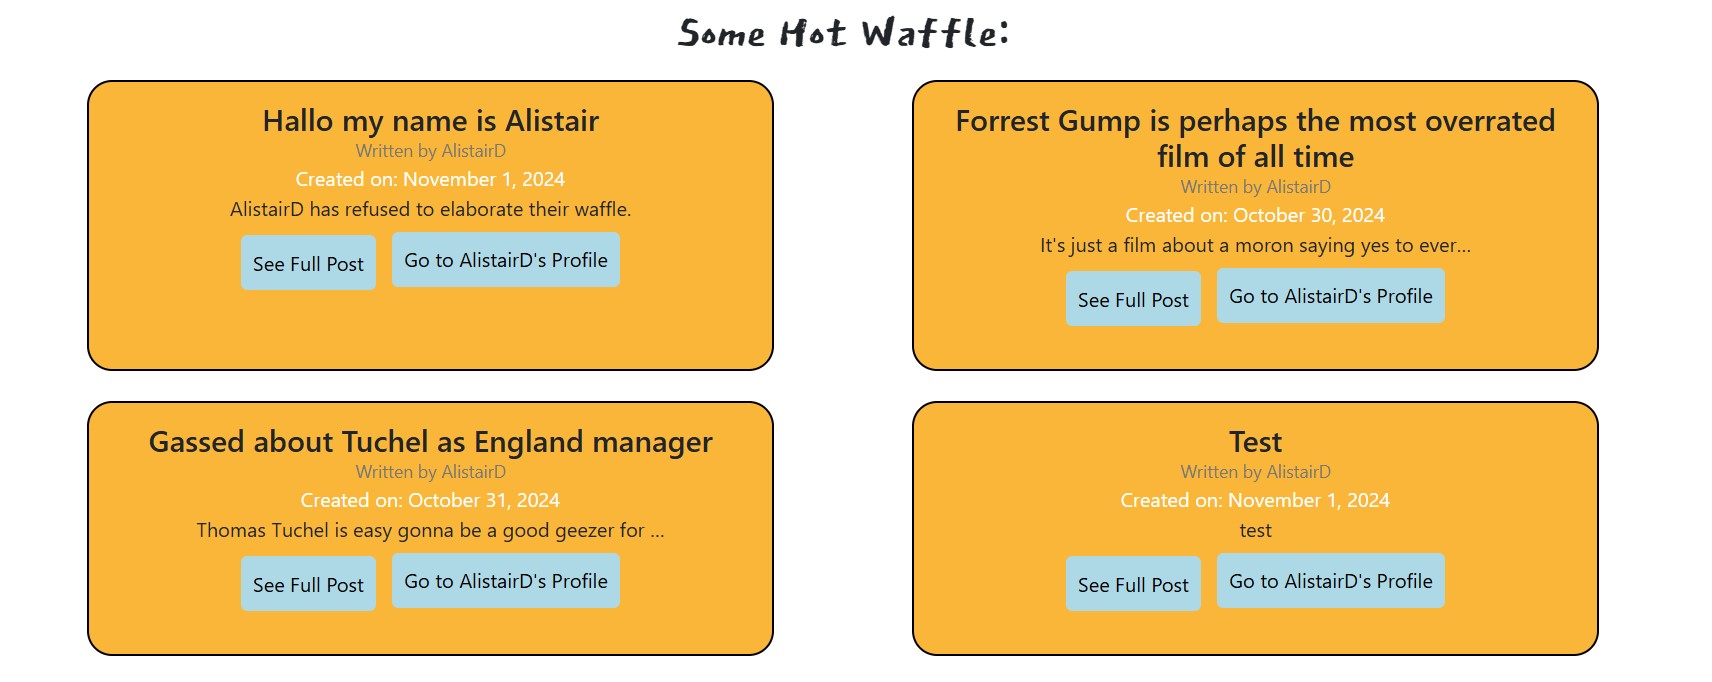 Some Hot Waffle:
Hallo my name is Alistair
Written by AlistairD
Created on: November 1, 2024
AlistairD has refused to elaborate their waffle.
See Full Post
Go to AlistairD's Profile
Forrest Gump is perhaps the most overrated
film of all time
Written by AlistairD
Created on: October 30, 2024
It's just a film about a moron saying yes to ever...
See Full Post
Go to AlistairD's Profile
Gassed about Tuchel as England manager
Written by AlistairD
Created on: October 31, 2024
Thomas Tuchel is easy gonna be a good geezer for ...
See Full Post
Go to AlistairD's Profile
Test
Written by AlistairD
Created on: November 1, 2024
test
See Full Post
Go to AlistairD's Profile